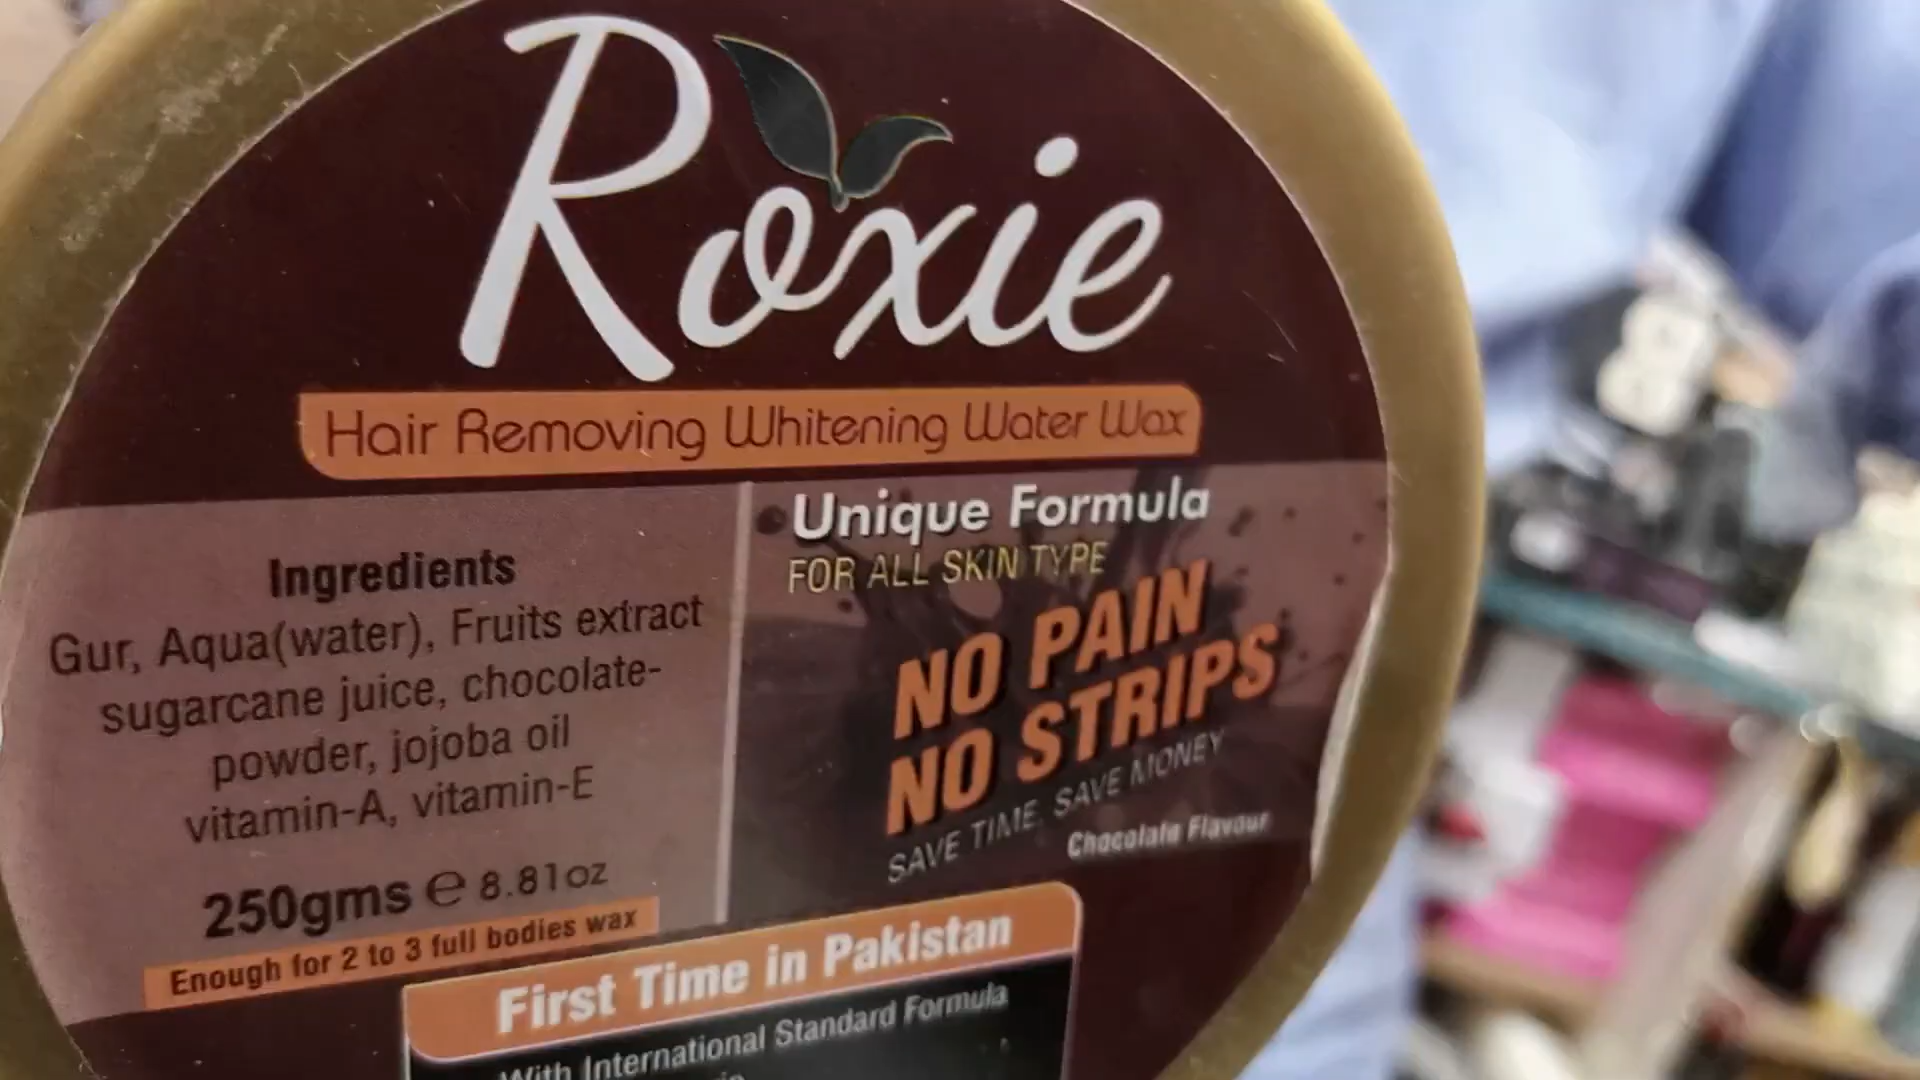 Roxie
Hair Removing Whitening Water Wax
Ingredients
Gur, Aqua(water), Fruits extract
sugarcane juice, chocolate-
powder, jojoba oil
vitamin-A, vitamin-E
250gms e 8.81oz
Enough for 2 to 3 full bodies wax
Unique Formula
FOR ALL SKIN TYPE
NO PAIN
NO STRIPS
SAVE TIME, SAVE MONEY
Chocolate Flavour
First Time in Pakistan
With International Standard Formula